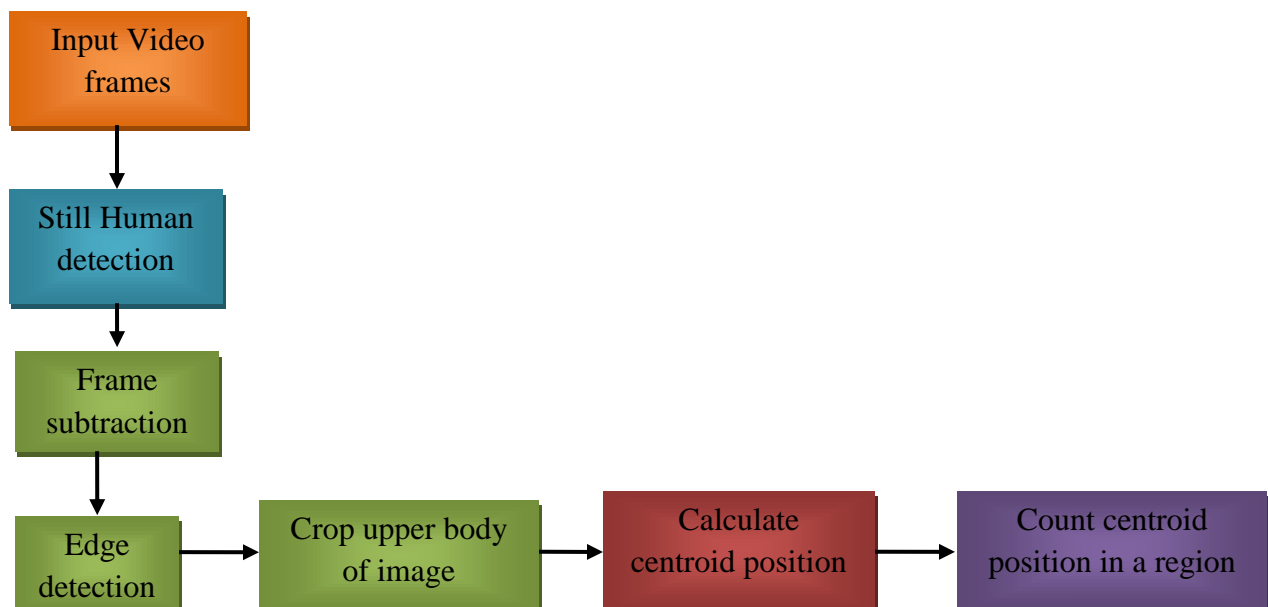 Input Video
frames
Still Human
detection
Frame
subtraction
Edge
detection
Crop upper body
of image
Calculate
centroid position
Count centroid
position in a region